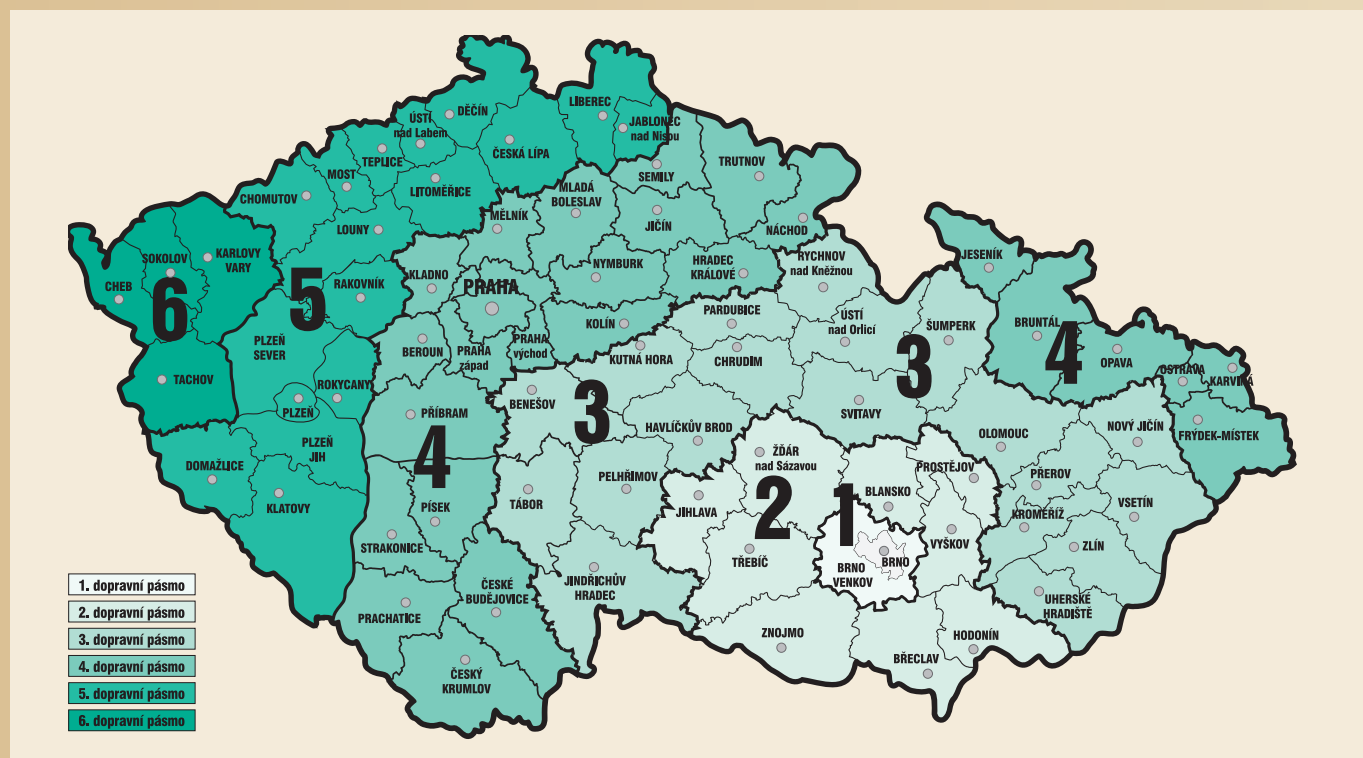 DĚČÍN
ÚSTÍ
nad Labem
LIBEREC
JABLONEC
nad Nisou
TEPLICE
ČESKÁ LÍPA
TRUTNOV
MOST
SEMILY
CHOMUTOV
LITOMĚŘICE
MLADÁ
BOLESLAV
MĚLNÍK
JIČÍN
LOUNY
NÁCHOD
SOKOLOV
KARLOVY
VARY
KLADNO
NYMBURK
HRADEC
KRÁLOVÉ
RYCHNOV
nad Kněžnou
JESENÍK
CHEB
6
5
RAKOVNÍK
PRAHA
KOLÍN
PARDUBICE
ÚSTÍ
nad Orlicí
ŠUMPERK
BRUNTÁL
4
OPAVA
OSTRAVA
KARVINÁ
PLZEŇ
SEVER
BEROUN
PRAHA
západ
PRAHA
východ
KUTNÁ HORA
CHRUDIM
3
TACHOV
ROKYCANY
PLZEŇ
PŘÍBRAM
BENEŠOV
3
HAVLÍČKŮV BROD
SVITAVY
OLOMOUC
NOVÝ JIČÍN
FRÝDEK-MÍSTEK
DOMAŽLICE
PLZEŇ
JIH
4
ŽĎÁR
nad Sázavou
PROSTĚJOV
PŘEROV
KLATOVY
PÍSEK
TÁBOR
PELHŘIMOV
JIHLAVA
2
1
BLANSKO
KROMĚŘÍŽ
VSETÍN
STRAKONICE
TŘEBÍČ
BRNO
VENKOV
BRNO
VYŠKOV
ZLÍN
ČESKÉ
BUDĚJOVICE
JINDŘICHŮV
HRADEC
UHERSKÉ
HRADIŠTĚ
PRACHATICE
ZNOJMO
HODONÍN
BŘECLAV
ČESKÝ
KRUMLOV
1. dopravní pásmo
2. dopravní pásmo
3. dopravní pásmo
4. dopravní pásmo
5. dopravní pásmo
6. dopravní pásmo